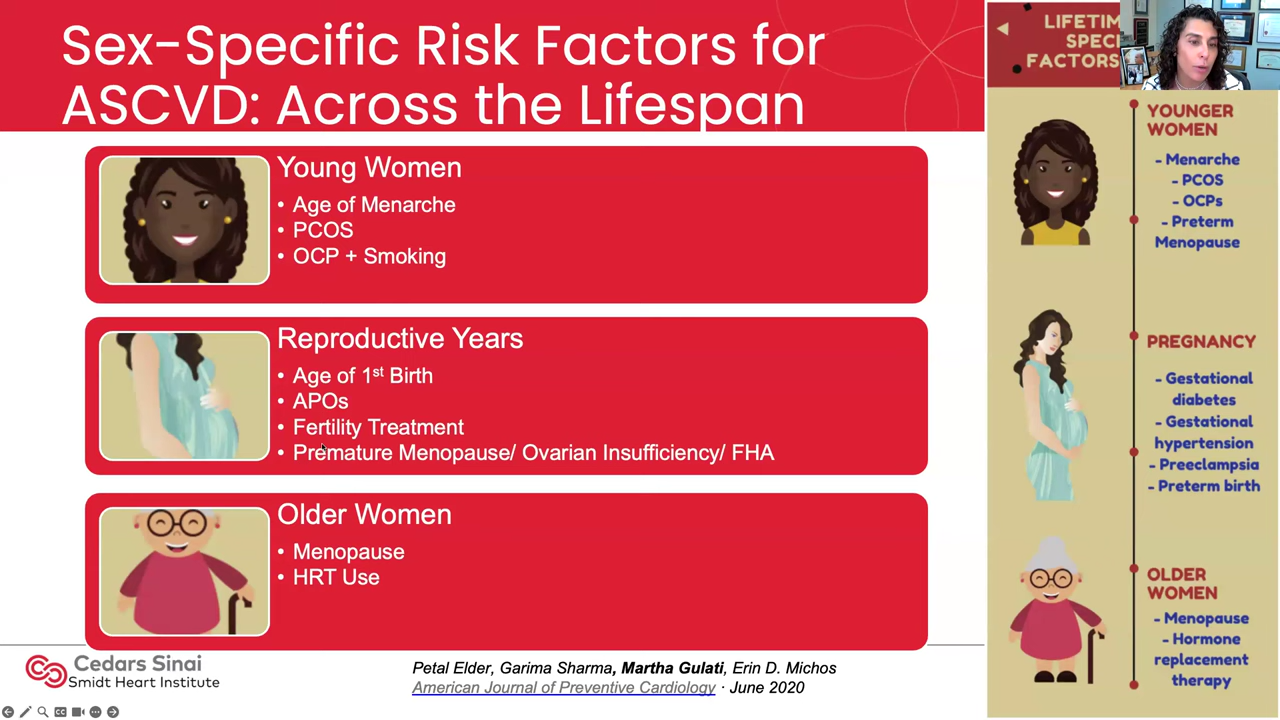 Sex-Specific Risk Factors for
ASCVD: Across the Lifespan
Young Women
• Age of Menarche
• PCOS
• OCP + Smoking
Reproductive Years
• Age of 1st Birth
• APOs
• Fertility Treatment
• Premature Menopause/ Ovarian Insufficiency/ FHA
Older Women
• Menopause
• HRT Use
Cedars Sinai
Smidt Heart Institute
Petal Elder, Garima Sharma, Martha Gulati, Erin D. Michos
American Journal of Preventive Cardiology · June 2020
FACTORS
YOUNGER
WOMEN
- Menarche
- PCOS
- OCPs
- Preterm
Menopause
PREGNANCY
- Gestational
diabetes
- Gestational
hypertension
- Preeclampsia
- Preterm birth
OLDER
WOMEN
- Menopause
- Hormone
replacement
therapy